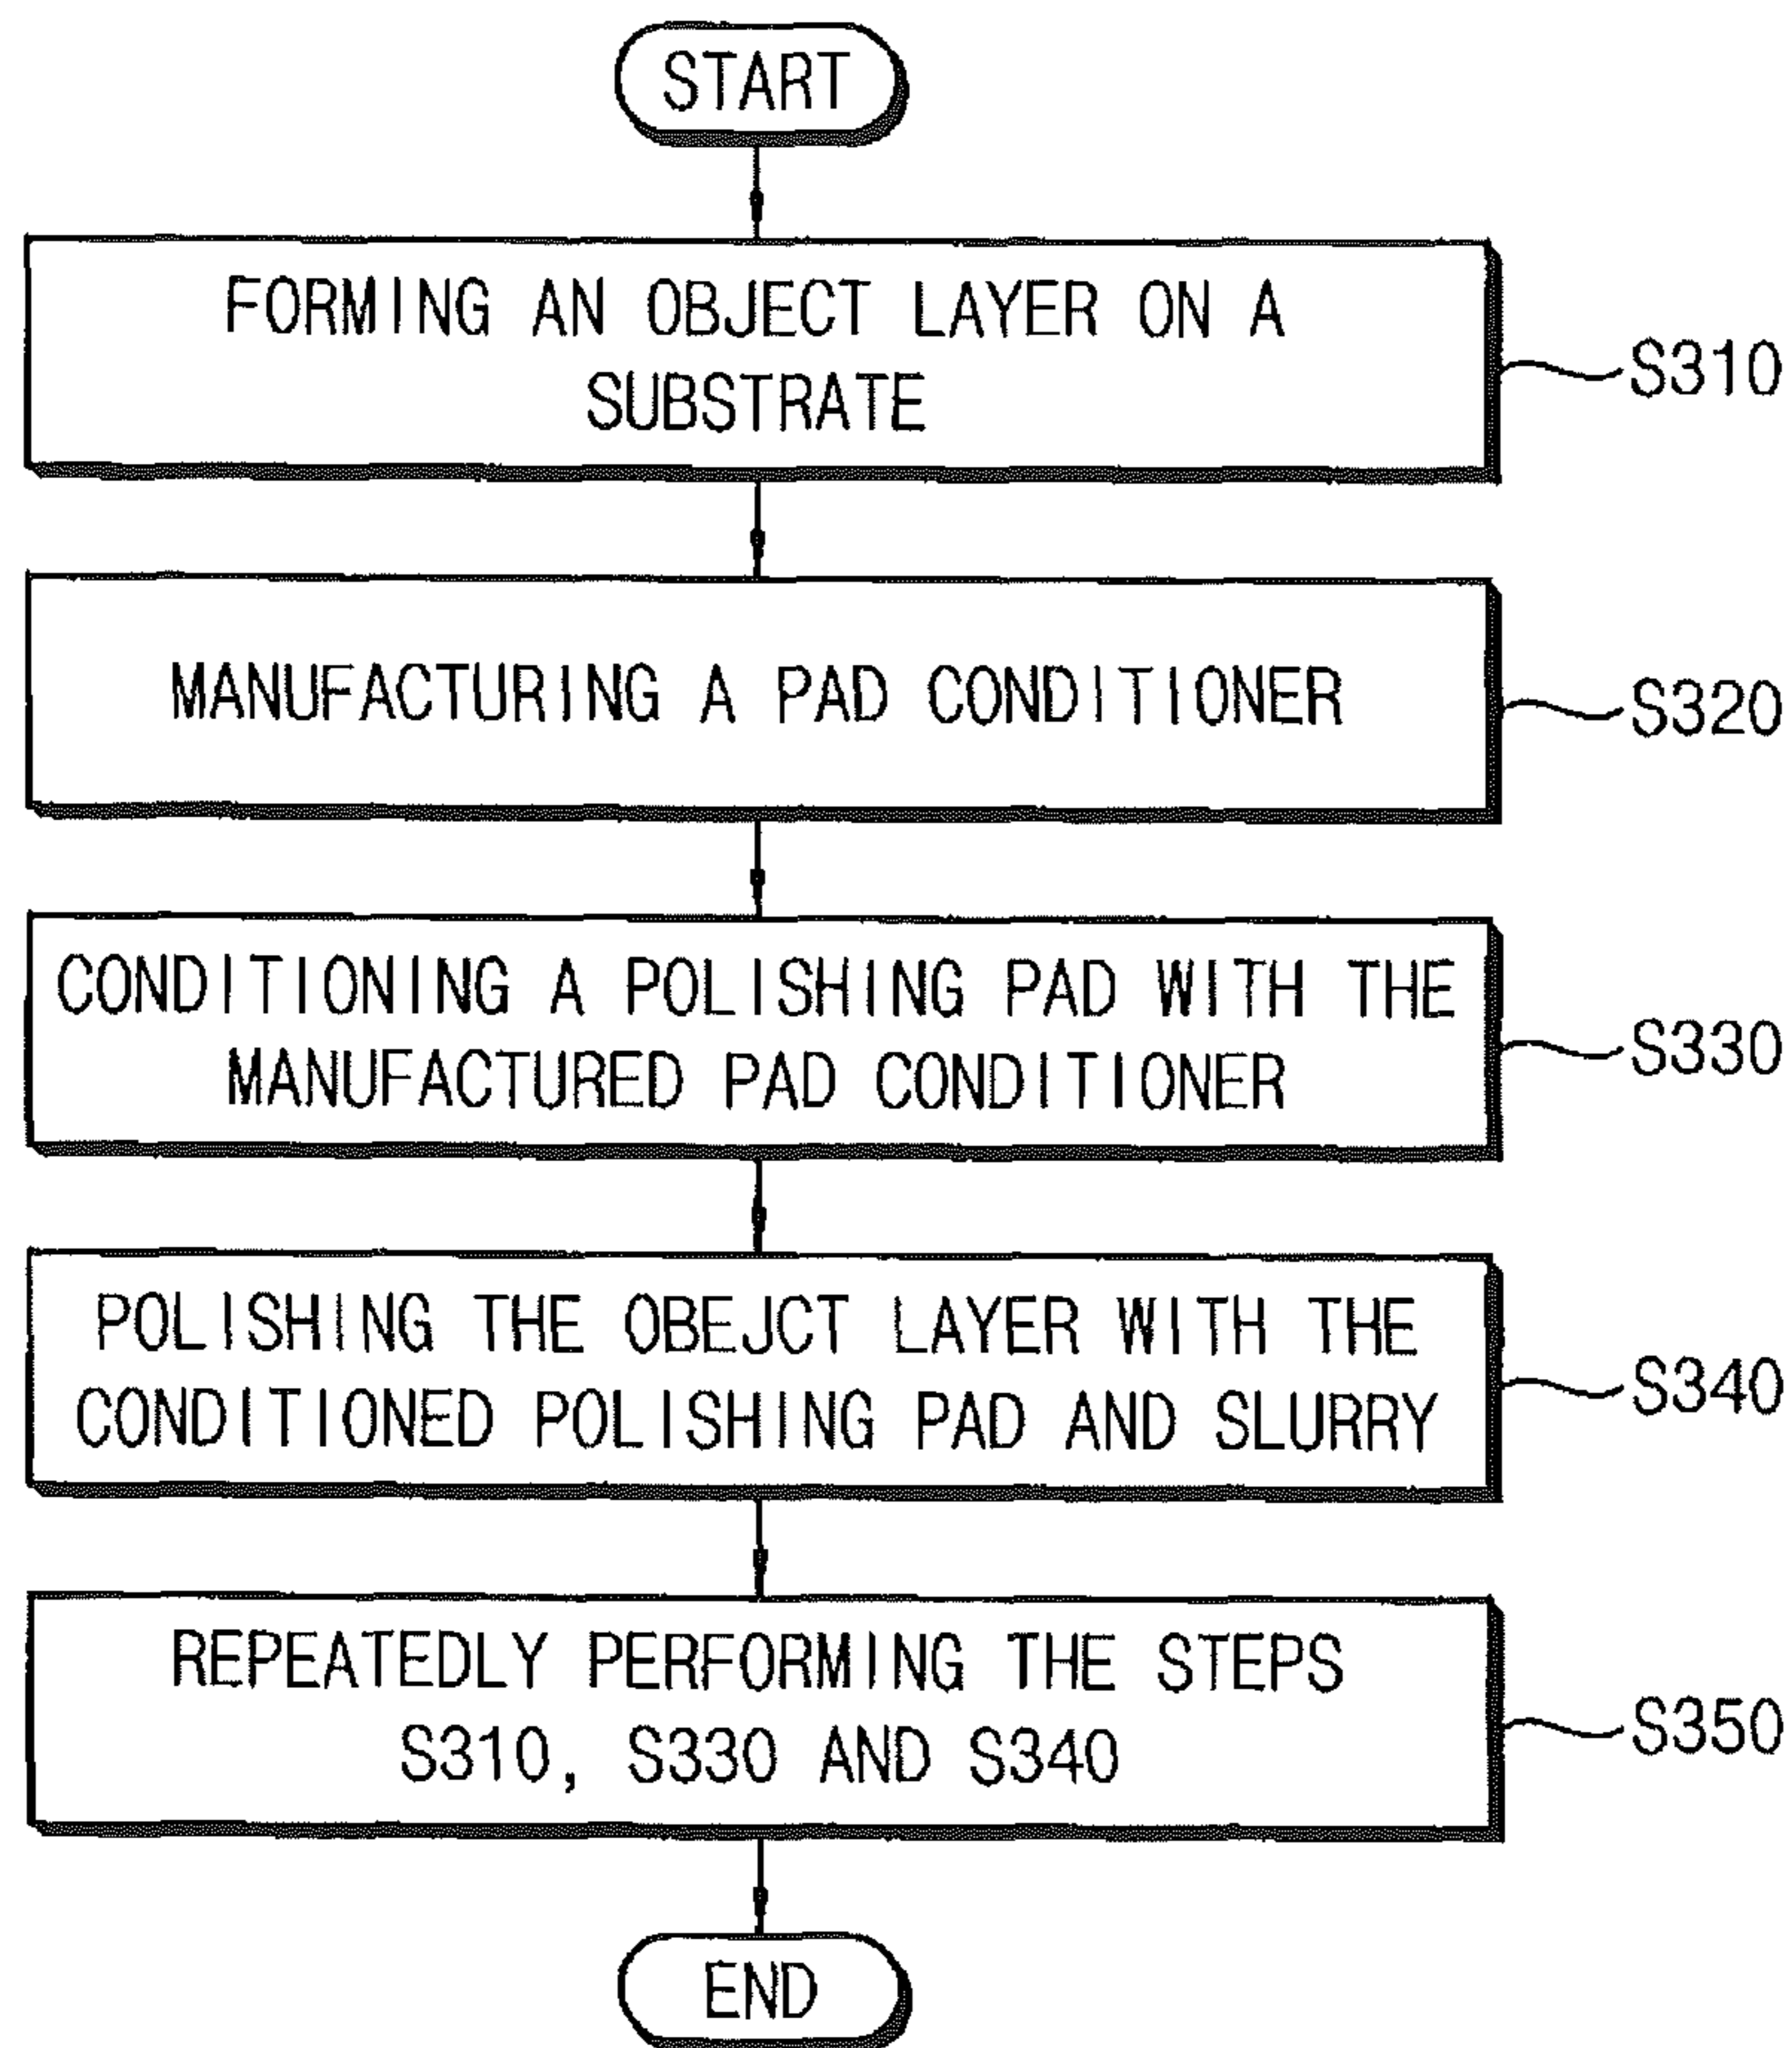 START
FORMING AN OBJECT LAYER ON A
SUBSTRATE
S310
MANUFACTURING A PAD CONDITIONER
S320
CONDITIONING A POLISHING PAD WITH THE
MANUFACTURED PAD CONDITIONER
S330
POLISHING THE OBEJCT LAYER WITH THE
CONDITIONED POLISHING PAD AND SLURRY
S340
REPEATEDLY PERFORMING THE STEPS
S310, S330 AND S340
S350
END